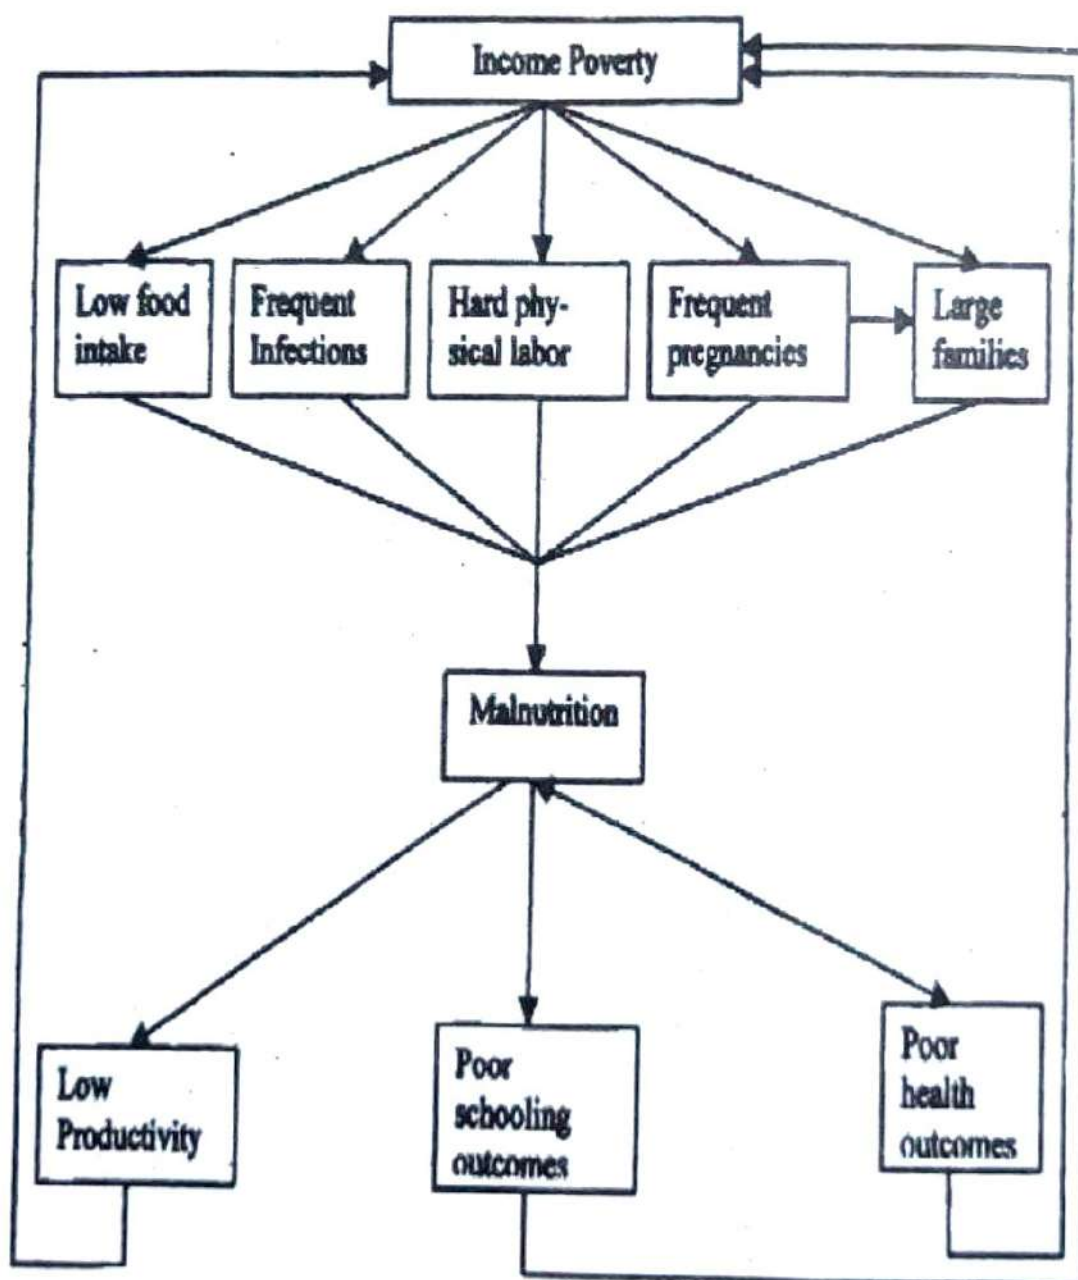 Income Poverty
Low food
intake
Frequent
Infections
Hard phy-
sical labor
Frequent
pregnancies
Large
families
Malnutrition
Low
Productivity
Poor
schooling
outcomes
Poor
health
outcomes